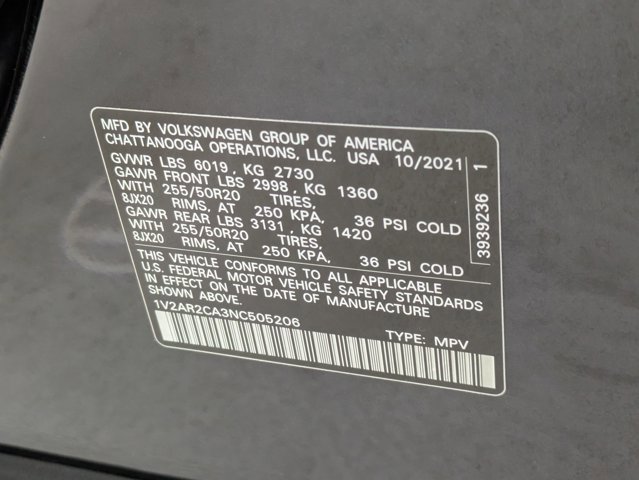 MFD BY VOLKSWAGEN GROUP OF AMERICA
CHATTANOOGA OPERATIONS, LLC. USA 10/2021
GVWR LBS 6019 , KG 2730
GAWR FRONT LBS 2998 , KG 1360
WITH 255/50R20 TIRES,
8JX20 RIMS, AT 250 KPA, 36 PSI COLD
GAWR REAR LBS 3131 , KG 1420
WITH 255/50R20 TIRES,
8JX20 RIMS, AT 250 KPA, 36 PSI COLD
THIS VEHICLE CONFORMS TO ALL APPLICABLE
U.S. FEDERAL MOTOR VEHICLE SAFETY STANDARDS
IN EFFECT ON THE DATE OF MANUFACTURE
SHOWN ABOVE.
1V2AR2CA3NC505206
TYPE: MPV
3939236 1